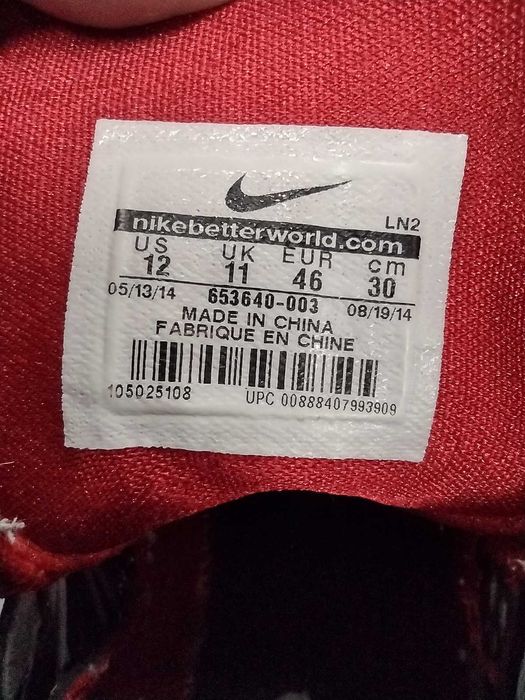 LN2
nikebetterworld.com
US UK EUR cm
12 11 46 30
05/13/14 653640-003 08/19/14
MADE IN CHINA
FABRIQUE EN CHINE
105025108 UPC 00888407993909